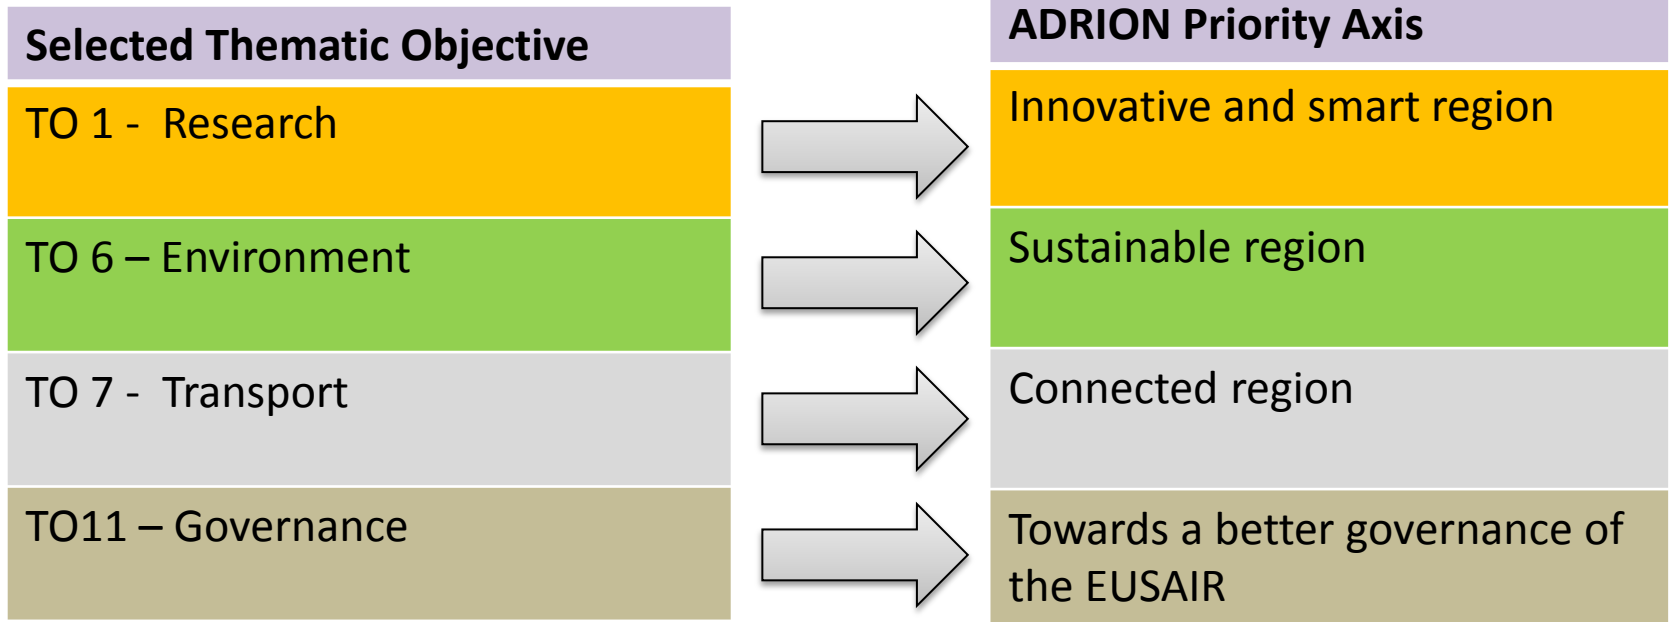 Selected Thematic Objective
TO 1 - Research
TO 6 – Environment
TO 7 - Transport
TO11 – Governance
ADRION Priority Axis
Innovative and smart region
Sustainable region
Connected region
Towards a better governance of
the EUSAIR